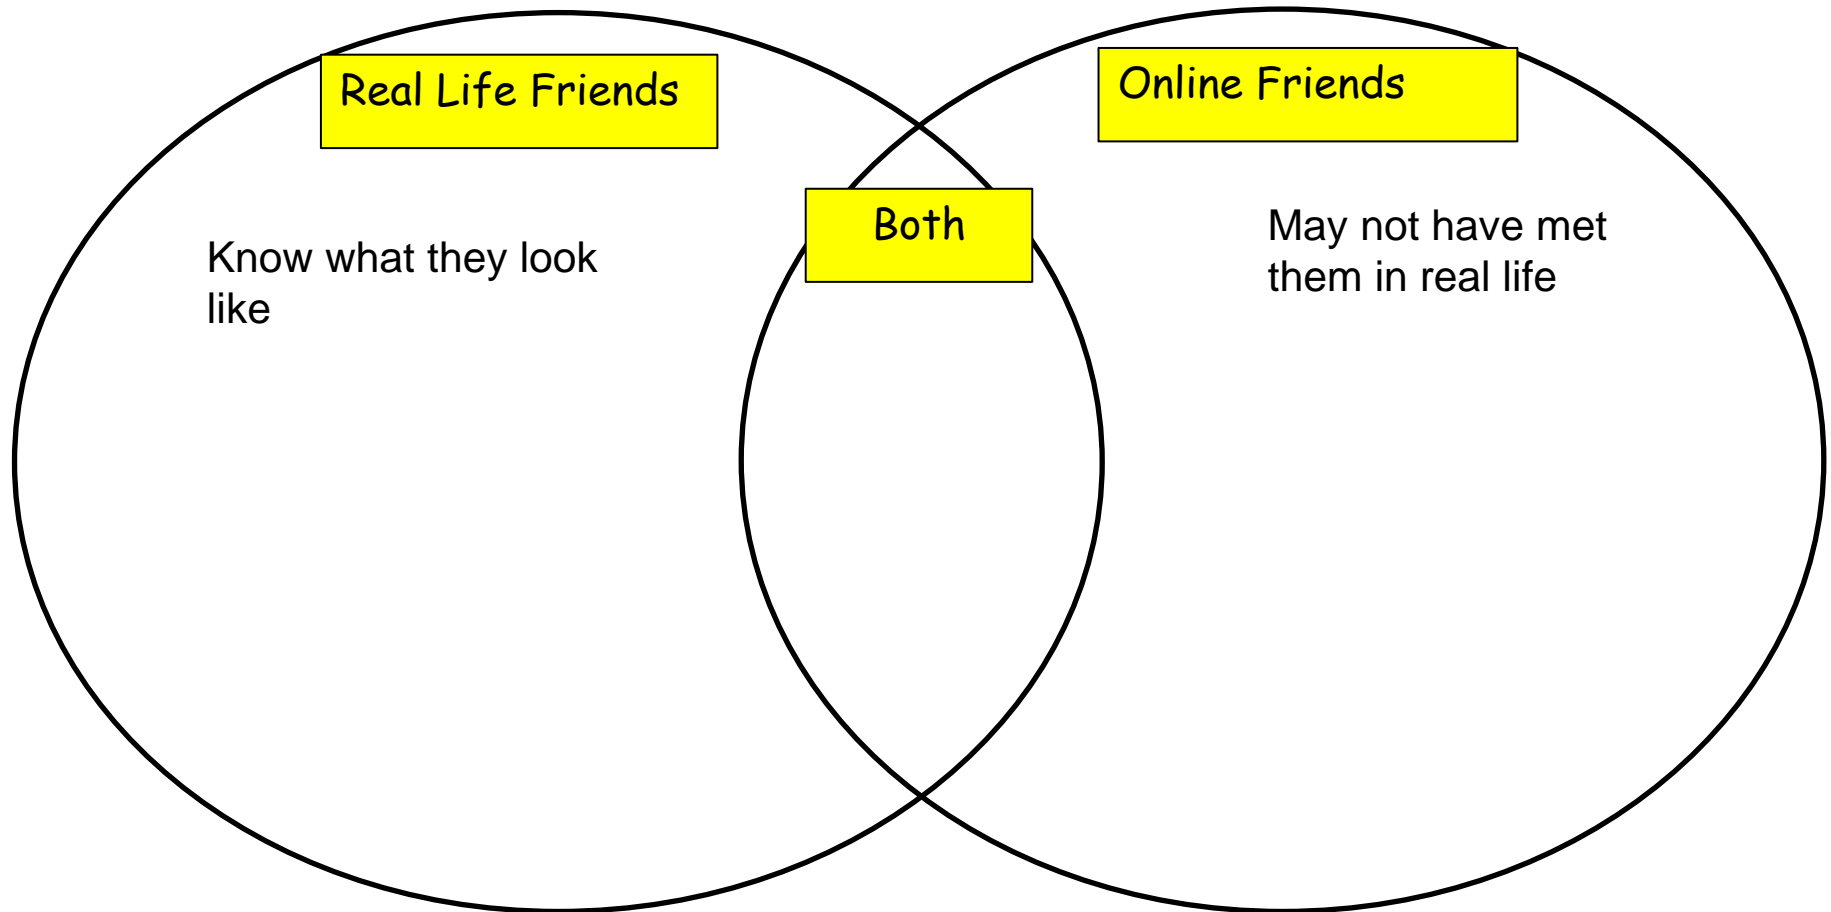 Real Life Friends
Online Friends
Both
Know what they look
like
May not have met
them in real life